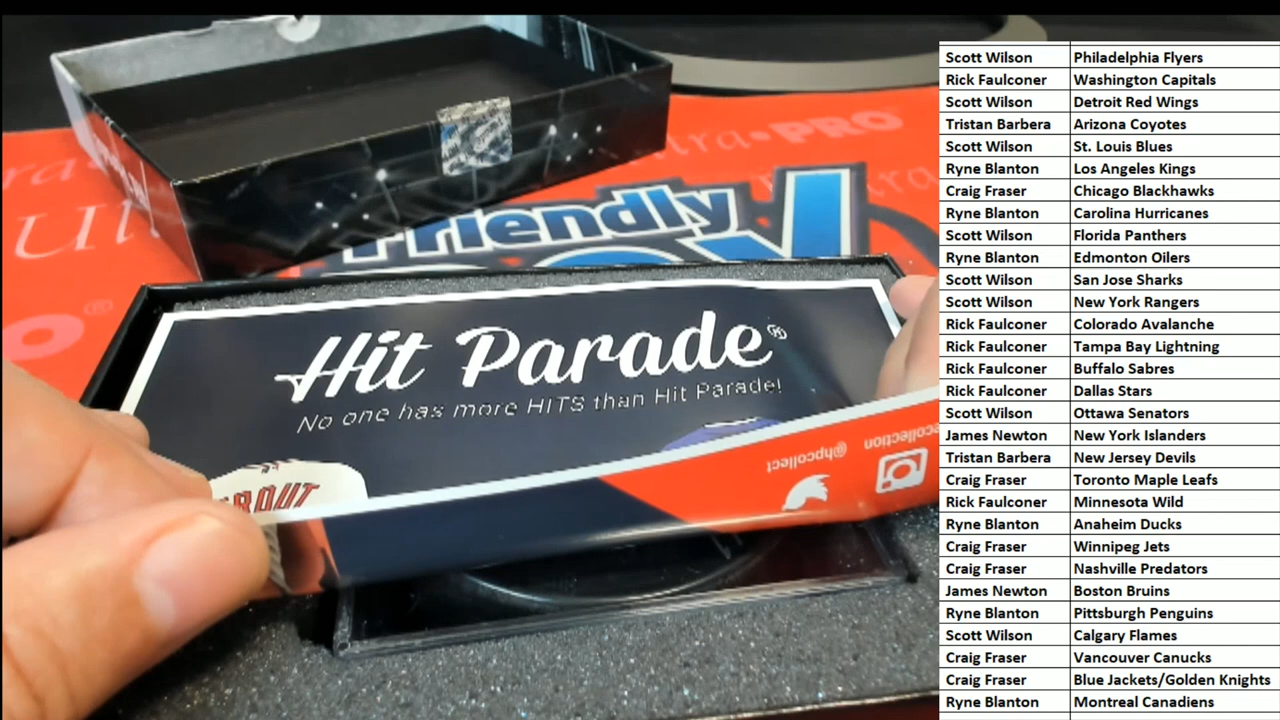 Friendly
ultra•PRO
Hit Parade®
No one has more HITS than Hit Parade!
TROUT
@hpcollect
Scott Wilson Philadelphia Flyers
Rick Faulconer Washington Capitals
Scott Wilson Detroit Red Wings
Tristan Barbera Arizona Coyotes
Scott Wilson St. Louis Blues
Ryne Blanton Los Angeles Kings
Craig Fraser Chicago Blackhawks
Ryne Blanton Carolina Hurricanes
Scott Wilson Florida Panthers
Ryne Blanton Edmonton Oilers
Scott Wilson San Jose Sharks
Scott Wilson New York Rangers
Rick Faulconer Colorado Avalanche
Rick Faulconer Tampa Bay Lightning
Rick Faulconer Buffalo Sabres
Rick Faulconer Dallas Stars
Scott Wilson Ottawa Senators
James Newton New York Islanders
Tristan Barbera New Jersey Devils
Craig Fraser Toronto Maple Leafs
Rick Faulconer Minnesota Wild
Ryne Blanton Anaheim Ducks
Craig Fraser Winnipeg Jets
Craig Fraser Nashville Predators
James Newton Boston Bruins
Ryne Blanton Pittsburgh Penguins
Scott Wilson Calgary Flames
Craig Fraser Vancouver Canucks
Craig Fraser Blue Jackets/Golden Knights
Ryne Blanton Montreal Canadiens